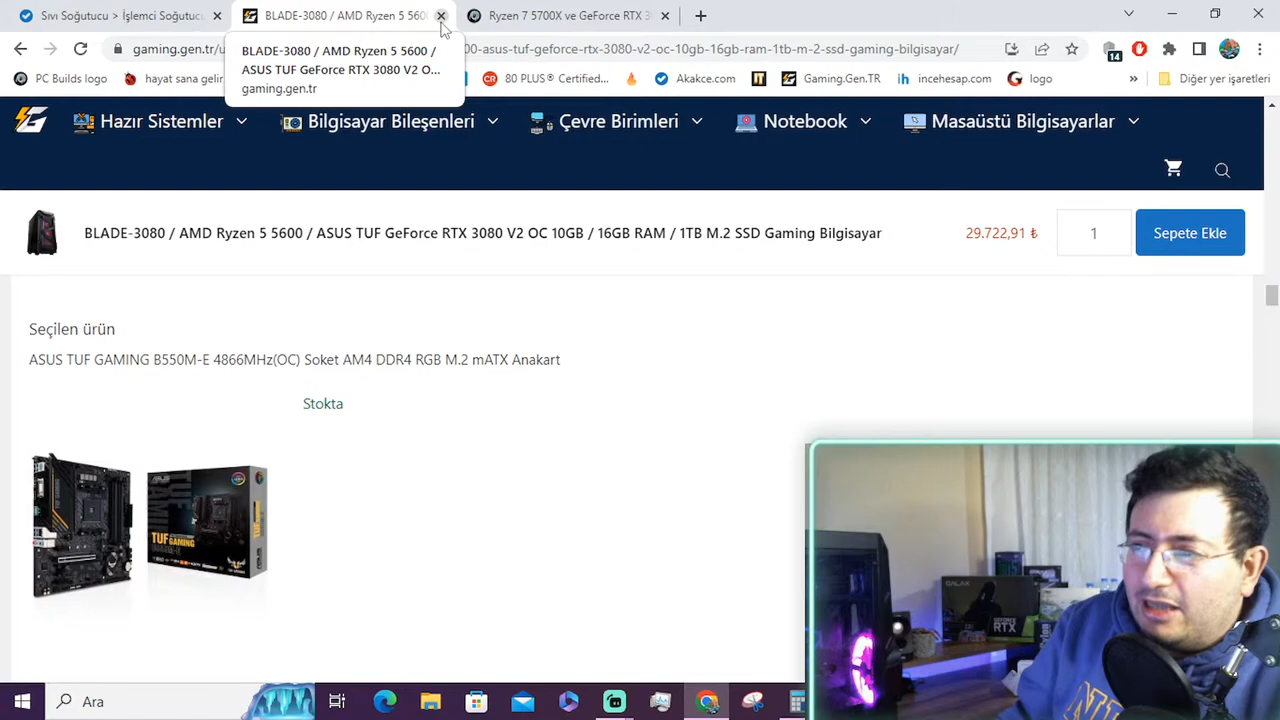 Sıvı Soğutucu > İşlemci Soğutucu
BLADE-3080 / AMD Ryzen 5 560
Ryzen 7 5700X ve GeForce RTX 3
gaming.gen.tr/u
00-asus-tuf-geforce-rtx-3080-v2-oc-10gb-16gb-ram-1tb-m-2-ssd-gaming-bilgisayar/
14
BLADE-3080 / AMD Ryzen 5 5600 /
ASUS TUF GeForce RTX 3080 V2 O...
gaming.gen.tr
PC Builds logo
hayat sana gelir
80 PLUS® Certified...
Akakce.com
Gaming.Gen.TR
incehesap.com
logo
»
Diğer yer işaretleri
Hazır Sistemler
Bilgisayar Bileşenleri
Çevre Birimleri
Notebook
Masaüstü Bilgisayarlar
BLADE-3080 / AMD Ryzen 5 5600 / ASUS TUF GeForce RTX 3080 V2 OC 10GB / 16GB RAM / 1TB M.2 SSD Gaming Bilgisayar
29.722,91 ₺
1
Sepete Ekle
Seçilen ürün
ASUS TUF GAMING B550M-E 4866MHz(OC) Soket AM4 DDR4 RGB M.2 mATX Anakart
Stokta
TUF GAMING
GALAX
GEFORCE
RTX
Ara